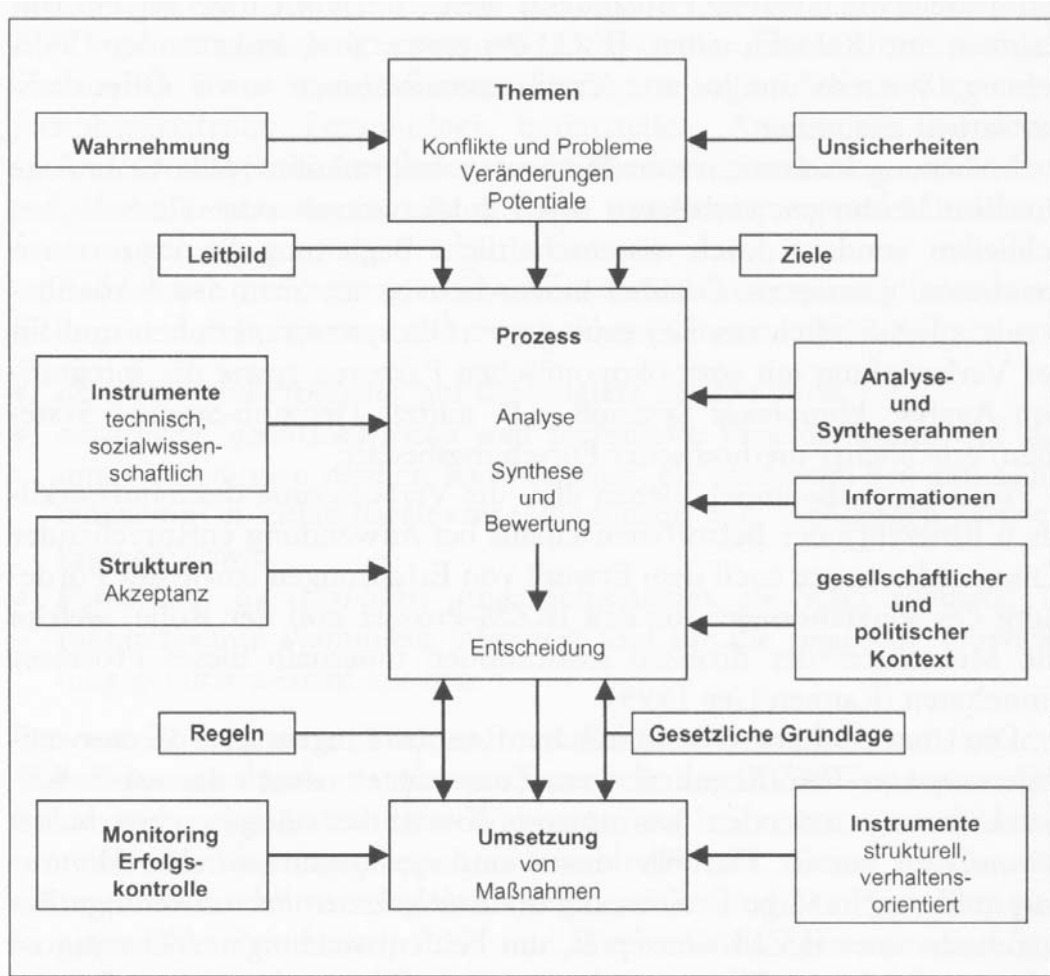 Themen
Wahrnehmung
Konflikte und Probleme
Veränderungen
Potentiale
Unsicherheiten
Leitbild
Ziele
Prozess
Instrumente
technisch,
sozialwissen-
schaftlich
Analyse
Synthese
und
Bewertung
Entscheidung
Analyse-
und
Syntheserahmen
Informationen
Strukturen
Akzeptanz
gesellschaftlicher
und
politischer
Kontext
Regeln
Gesetzliche Grundlage
Monitoring
Erfolgs-
kontrolle
Umsetzung
von
Maßnahmen
Instrumente
strukturell,
verhaltens-
orientiert